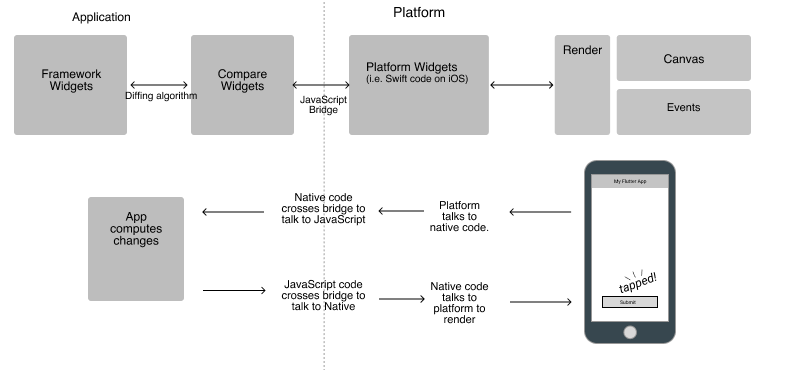 Application
Platform
Framework
Widgets
Diffing algorithm
Compare
Widgets
JavaScript
Bridge
Platform Widgets
(i.e. Swift code on iOS)
Render
Canvas
Events
App
computes
changes
Native code
crosses bridge to
talk to JavaScript
Platform
talks to
native code.
JavaScript code
crosses bridge to
talk to Native
Native code
talks to
platform to
render
My Flutter App
tapped!
Submit